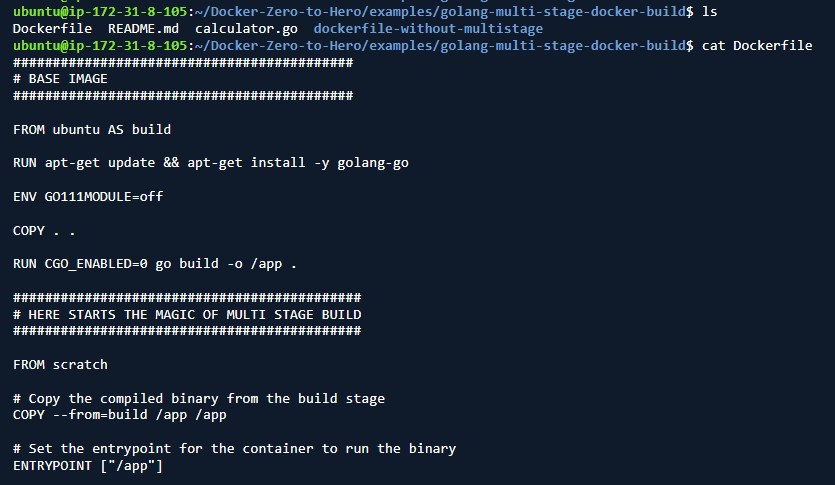 ubuntu@ip-172-31-8-105:~/Docker-Zero-to-Hero/examples/golang-multi-stage-docker-build$ ls
Dockerfile  README.md  calculator.go  dockerfile-without-multistage
ubuntu@ip-172-31-8-105:~/Docker-Zero-to-Hero/examples/golang-multi-stage-docker-build$ cat Dockerfile
###########################################
# BASE IMAGE
###########################################
FROM ubuntu AS build
RUN apt-get update && apt-get install -y golang-go
ENV GO111MODULE=off
COPY . .
RUN CGO_ENABLED=0 go build -o /app .
############################################
# HERE STARTS THE MAGIC OF MULTI STAGE BUILD
############################################
FROM scratch
# Copy the compiled binary from the build stage
COPY --from=build /app /app
# Set the entrypoint for the container to run the binary
ENTRYPOINT ["/app"]